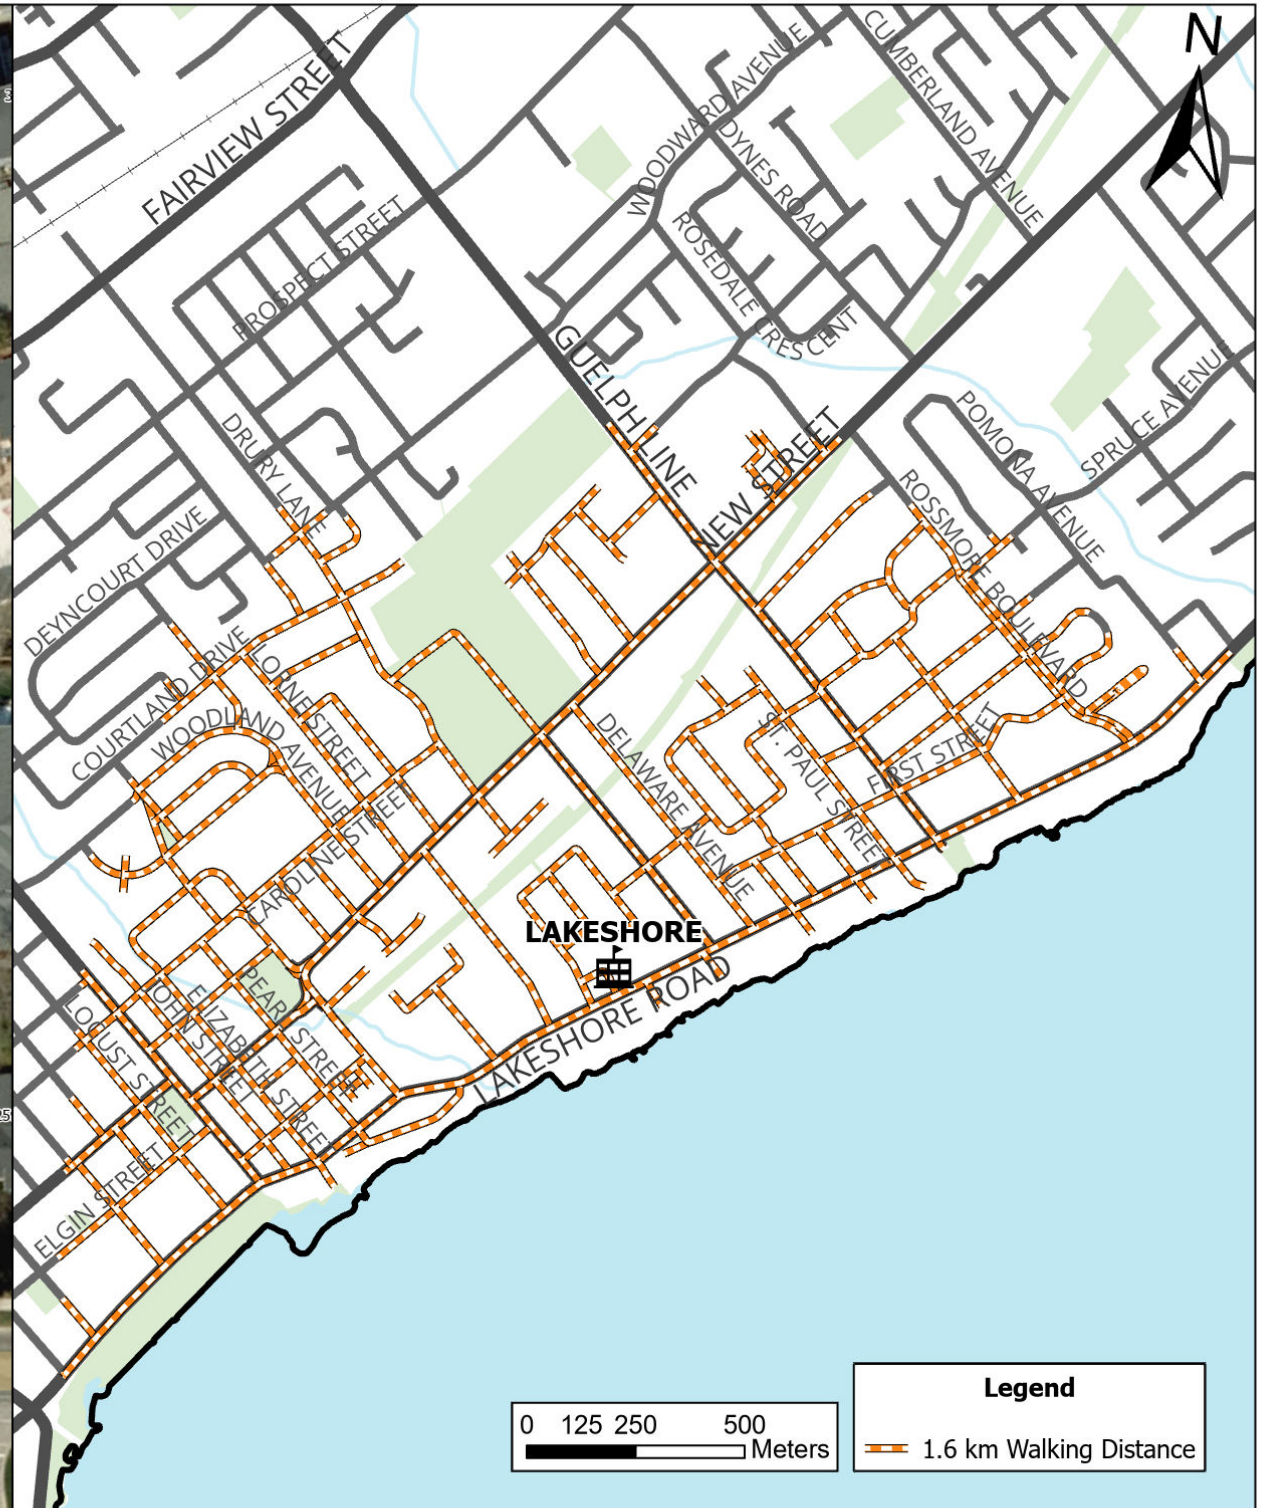 N
CUMBERLAND AVENUE
WOODWARD AVENUE
FAIRVIEW STREET
DYNES ROAD
PROSPECT STREET
ROSEDALE CRESCENT
GUELPH LINE
SPRUCE AVENUE
POMONA AVENUE
DRURY LANE
NEW STREET
ROSSMORE BOULEVARD
DEYNCOURT DRIVE
COURTLAND DRIVE
LORNE STREET
WOODLAND AVENUE
DELAWARE AVENUE
ST. PAUL STREET
FIRST STREET
CAROLINE STREET
LAKESHORE
PEARL STREET
JOHN STREET
ELIZABETH STREET
LOCUST STREET
LAKESHORE ROAD
ELGIN STREET
0 125 250 500
Meters
Legend
1.6 km Walking Distance